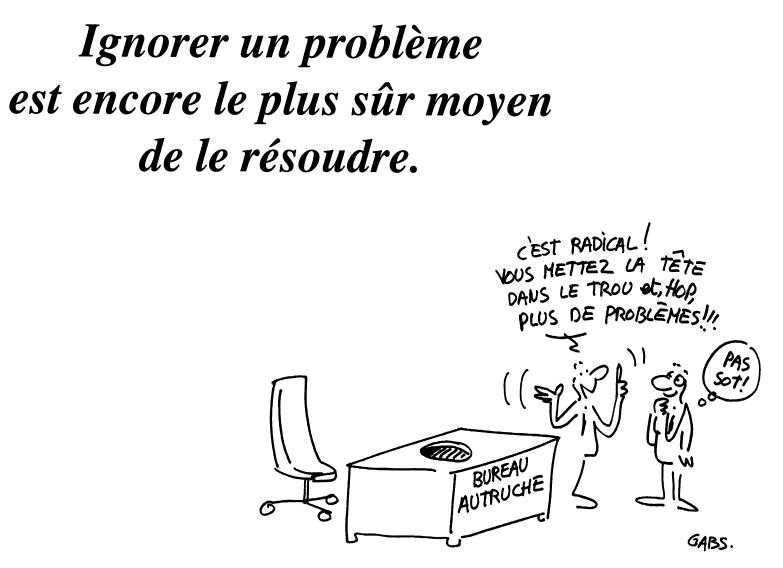 Ignorer un problème
est encore le plus sûr moyen
de le résoudre.
C'EST RADICAL!
VOUS METTEZ LA TÊTE
DANS LE TROU et, HOP,
PLUS DE PROBLÈMES!!!
PAS
SOT!
BUREAU
AUTRUCHE
GABS.